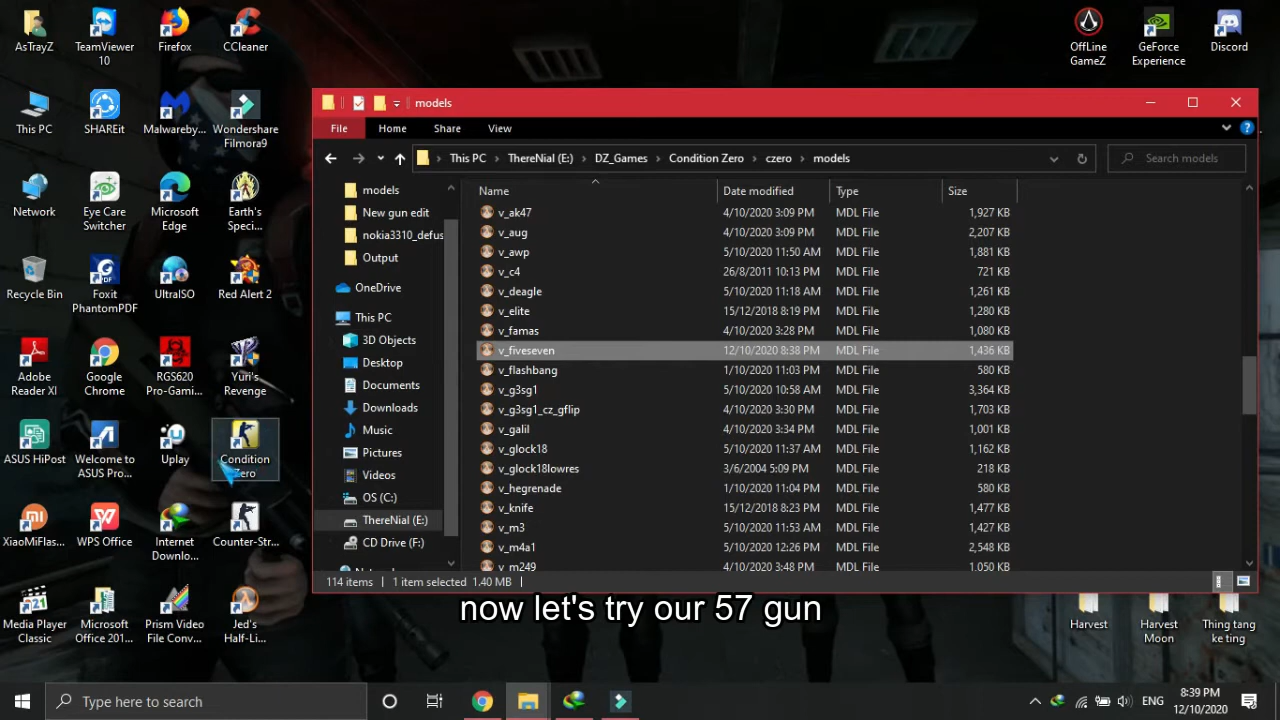 AsTrayZ
TeamViewer
10
Firefox
CCleaner
OffLine
GameZ
GeForce
Experience
Discord
This PC
SHAREit
Malwareby...
Wondershare
Filmora9
Network
Eye Care
Switcher
Microsoft
Edge
Earth's
Speci...
Recycle Bin
Foxit
PhantomPDF
UltraISO
Red Alert 2
Adobe
Reader XI
Google
Chrome
RGS620
Pro-Gami...
Yuri's
Revenge
ASUS HiPost
Welcome to
ASUS Pro...
Uplay
Condition
Zero
XiaoMiFlas...
WPS Office
Internet
Downlo...
Counter-Str...
Media Player
Classic
Microsoft
Office 201...
Prism Video
File Conv...
Jed's
Half-Li...
models
File Home Share View
This PC > ThereNial (E:) > DZ_Games > Condition Zero > czero > models
Search models
models
New gun edit
nokia3310_defus
Output
OneDrive
This PC
3D Objects
Desktop
Documents
Downloads
Music
Pictures
Videos
OS (C:)
ThereNial (E:)
CD Drive (F:)
Name Date modified Type Size
v_ak47 4/10/2020 3:09 PM MDL File 1,927 KB
v_aug 4/10/2020 3:09 PM MDL File 2,207 KB
v_awp 5/10/2020 11:50 AM MDL File 1,881 KB
v_c4 26/8/2011 10:13 PM MDL File 721 KB
v_deagle 5/10/2020 11:18 AM MDL File 1,261 KB
v_elite 15/12/2018 8:19 PM MDL File 1,280 KB
v_famas 4/10/2020 3:28 PM MDL File 1,080 KB
v_fiveseven 12/10/2020 8:38 PM MDL File 1,436 KB
v_flashbang 1/10/2020 11:03 PM MDL File 580 KB
v_g3sg1 5/10/2020 10:58 AM MDL File 3,364 KB
v_g3sg1_cz_gflip 4/10/2020 3:30 PM MDL File 1,703 KB
v_galil 4/10/2020 3:34 PM MDL File 1,001 KB
v_glock18 5/10/2020 11:37 AM MDL File 1,162 KB
v_glock18lowres 3/6/2004 5:09 PM MDL File 218 KB
v_hegrenade 1/10/2020 11:04 PM MDL File 580 KB
v_knife 15/12/2018 8:23 PM MDL File 1,477 KB
v_m3 5/10/2020 11:53 AM MDL File 1,427 KB
v_m4a1 5/10/2020 12:26 PM MDL File 2,548 KB
v_m249 4/10/2020 3:48 PM MDL File 1,050 KB
114 items 1 item selected 1.40 MB
now let's try our 57 gun
Harvest
Harvest
Moon
Thing tang
ke ting
Type here to search
ENG
8:39 PM
12/10/2020